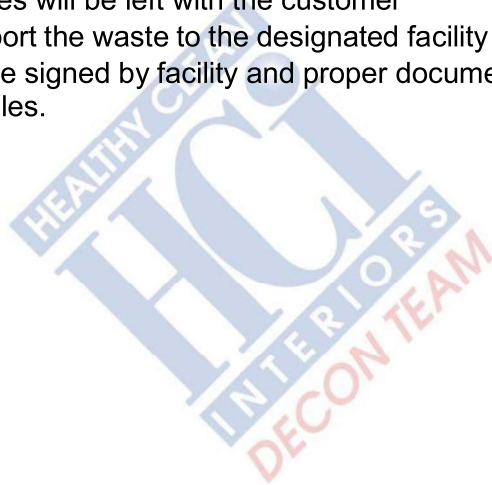 es will be left with the customer
port the waste to the designated facility
e signed by facility and proper docume
les.
HEALTHY CLEAN
HCi
INTERIORS
DECON TEAM